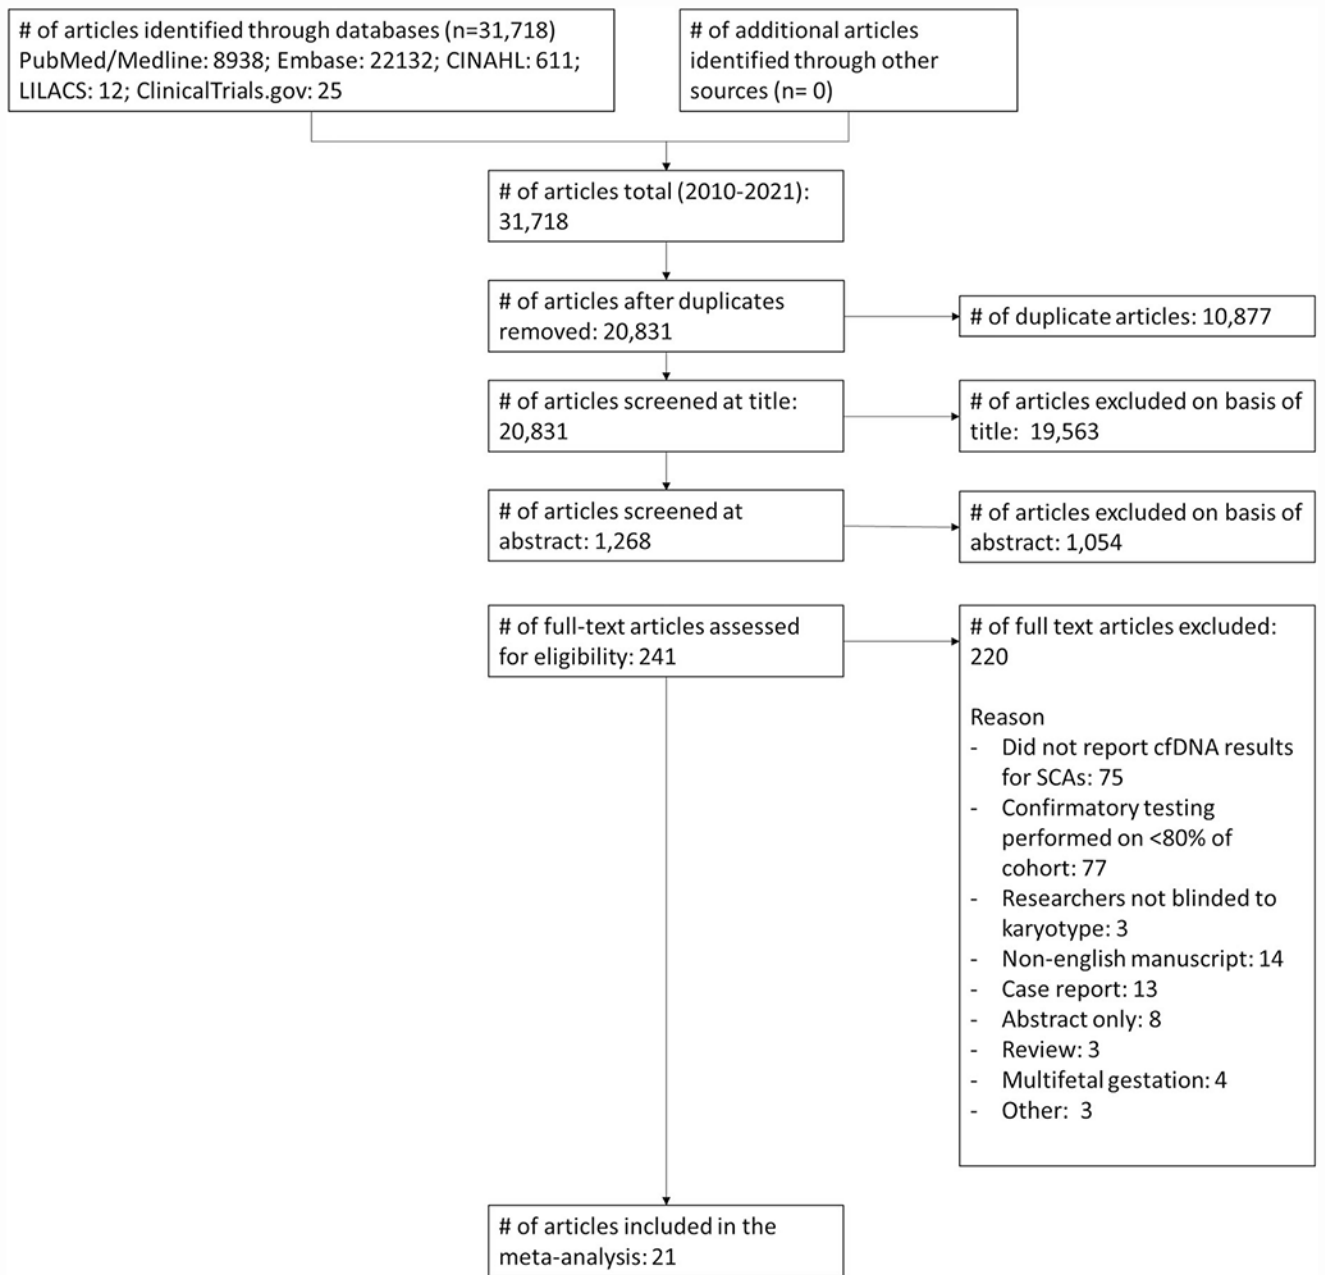 # of articles identified through databases (n=31,718)
PubMed/Medline: 8938; Embase: 22132; CINAHL: 611;
LILACS: 12; ClinicalTrials.gov: 25
# of additional articles
identified through other
sources (n= 0)
# of articles total (2010-2021):
31,718
# of articles after duplicates
removed: 20,831
# of duplicate articles: 10,877
# of articles screened at title:
20,831
# of articles excluded on basis of
title: 19,563
# of articles screened at
abstract: 1,268
# of articles excluded on basis of
abstract: 1,054
# of full-text articles assessed
for eligibility: 241
# of full text articles excluded:
220
Reason
- Did not report cfDNA results
for SCAs: 75
- Confirmatory testing
performed on <80% of
cohort: 77
- Researchers not blinded to
karyotype: 3
- Non-english manuscript: 14
- Case report: 13
- Abstract only: 8
- Review: 3
- Multifetal gestation: 4
- Other: 3
# of articles included in the
meta-analysis: 21